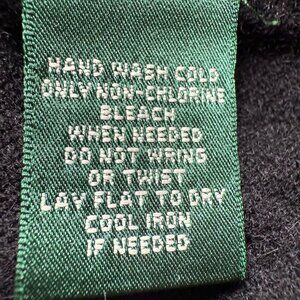 HAND WASH COLD
ONLY NON-CHLORINE
BLEACH
WHEN NEEDED
DO NOT WRING
OR TWIST
LAY FLAT TO DRY
COOL IRON
IF NEEDED